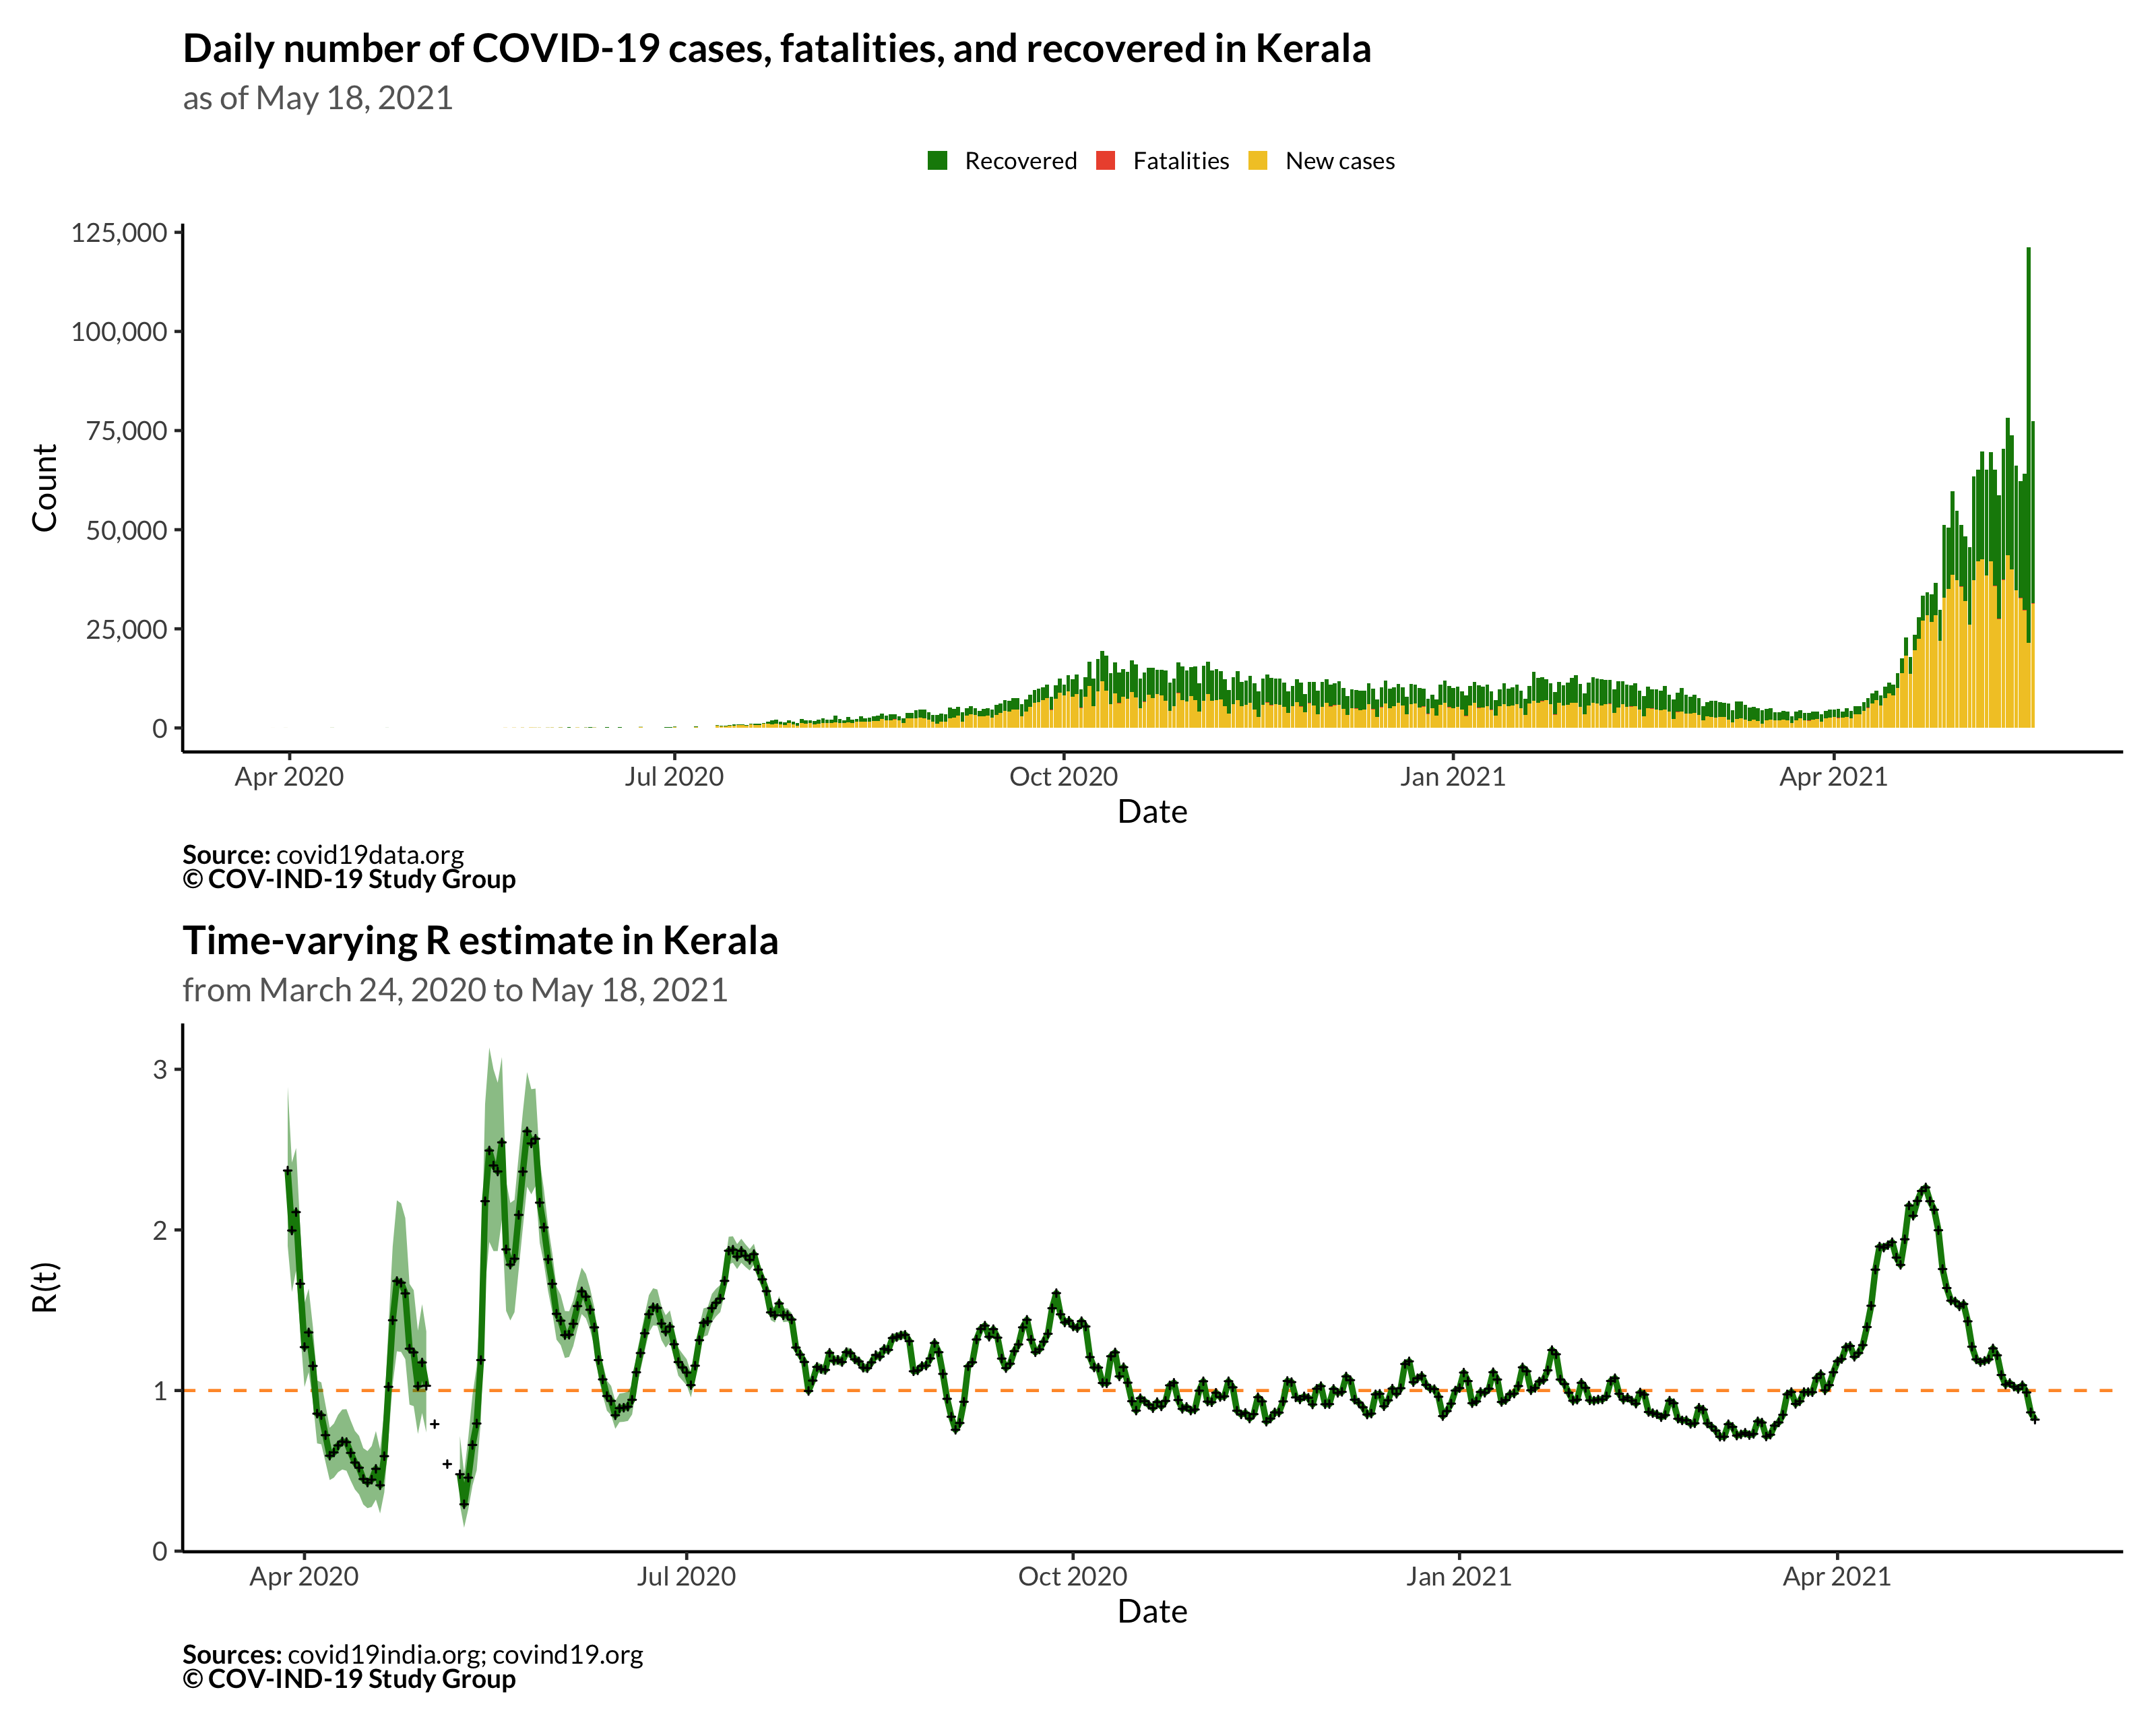 Daily number of COVID-19 cases, fatalities, and recovered in Kerala
as of May 18, 2021
Recovered Fatalities New cases
125,000
100,000
75,000
50,000
25,000
0
Count
Apr 2020 Jul 2020 Oct 2020 Jan 2021 Apr 2021
Date
Source: covid19data.org
© COV-IND-19 Study Group
Time-varying R estimate in Kerala
from March 24, 2020 to May 18, 2021
3
2
1
0
R(t)
Apr 2020 Jul 2020 Oct 2020 Jan 2021 Apr 2021
Date
Sources: covid19india.org; covind19.org
© COV-IND-19 Study Group